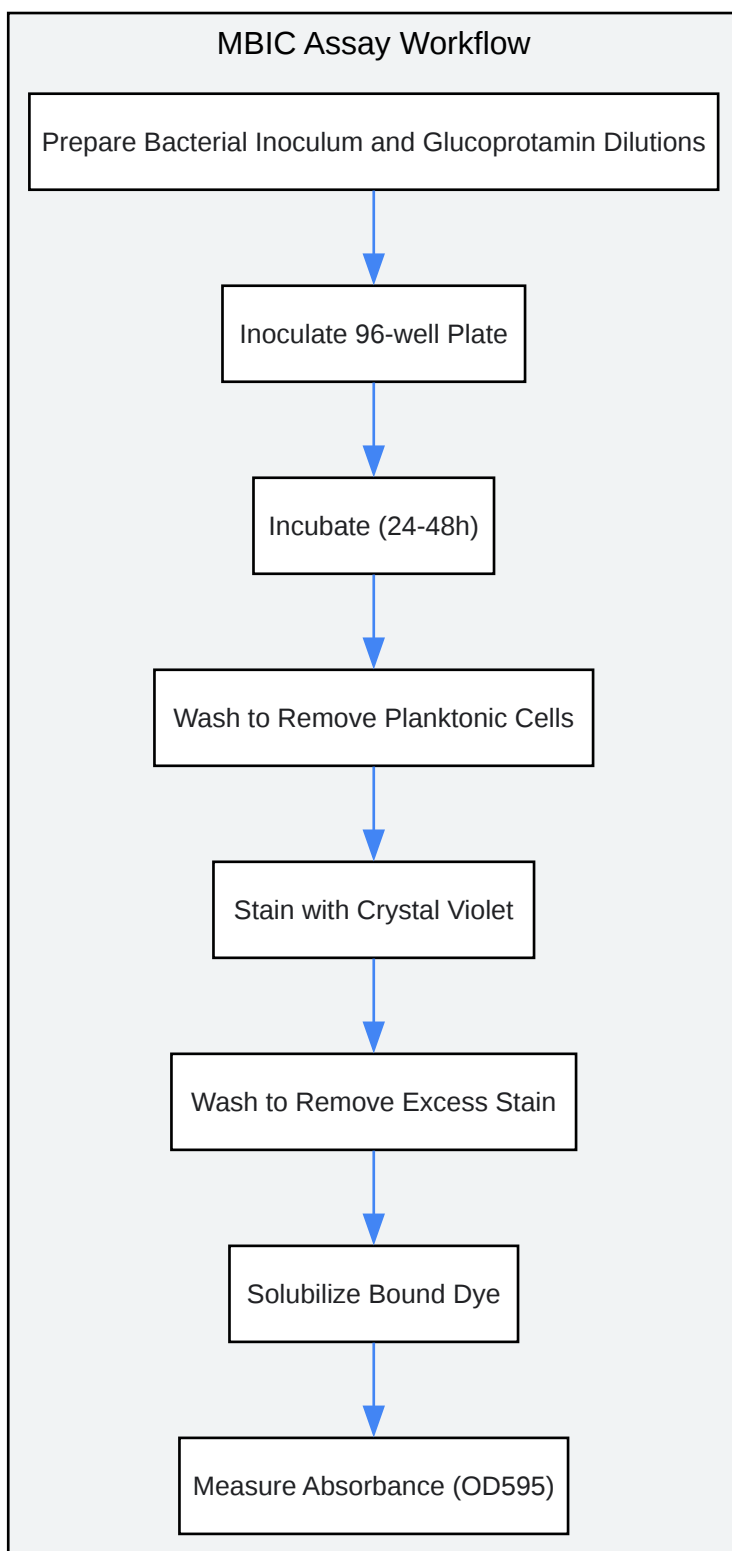 MBIC Assay Workflow
Prepare Bacterial Inoculum and Glucoprotamin Dilutions
Inoculate 96-well Plate
Incubate (24-48h)
Wash to Remove Planktonic Cells
Stain with Crystal Violet
Wash to Remove Excess Stain
Solubilize Bound Dye
Measure Absorbance (OD595)